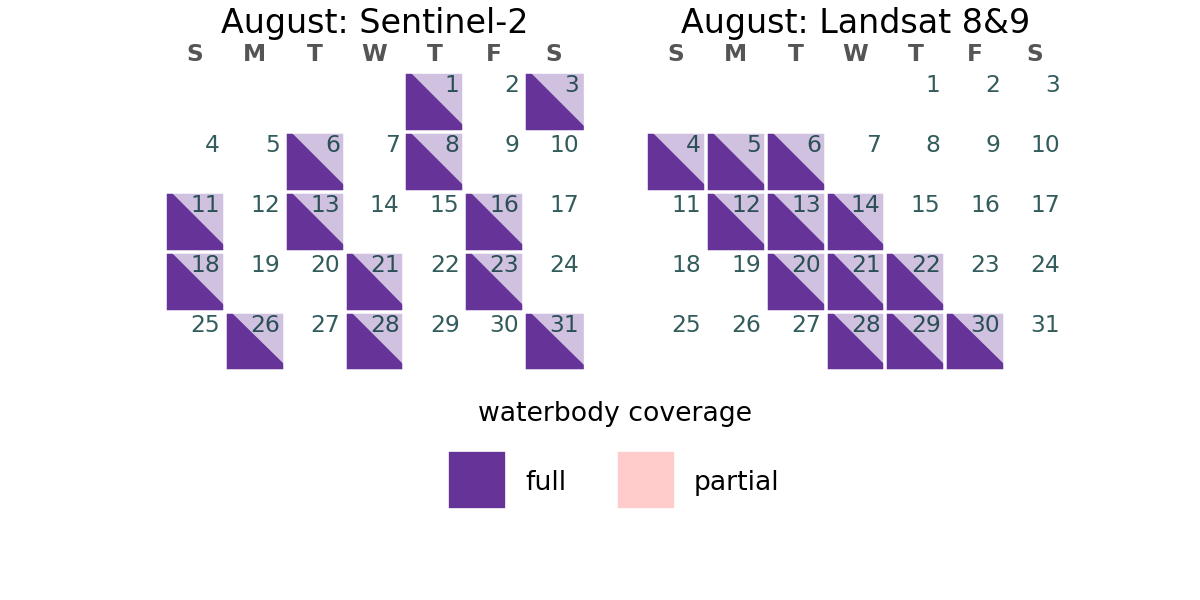 August: Sentinel-2
S M T W T F S
1 2 3
4 5 6 7 8 9 10
11 12 13 14 15 16 17
18 19 20 21 22 23 24
25 26 27 28 29 30 31
August: Landsat 8&9
S M T W T F S
1 2 3
4 5 6 7 8 9 10
11 12 13 14 15 16 17
18 19 20 21 22 23 24
25 26 27 28 29 30 31
waterbody coverage
full
partial